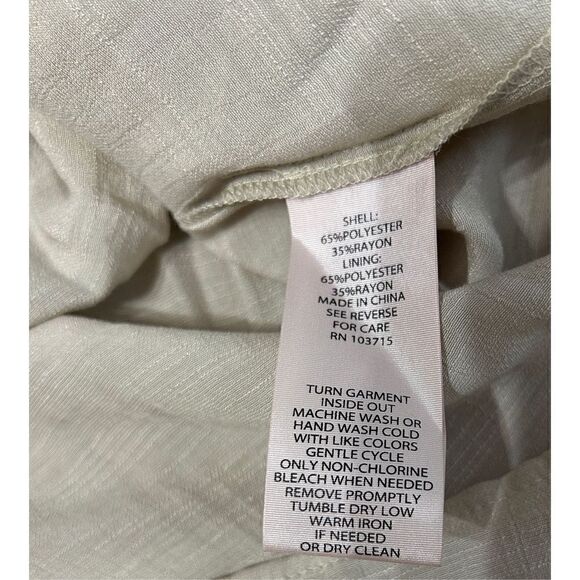 SHELL:
65%POLYESTER
35%RAYON
LINING:
65%POLYESTER
35%RAYON
MADE IN CHINA
SEE REVERSE
FOR CARE
RN 103715
TURN GARMENT
INSIDE OUT
MACHINE WASH OR
HAND WASH COLD
WITH LIKE COLORS
GENTLE CYCLE
ONLY NON-CHLORINE
BLEACH WHEN NEEDED
REMOVE PROMPTLY
TUMBLE DRY LOW
WARM IRON
IF NEEDED
OR DRY CLEAN